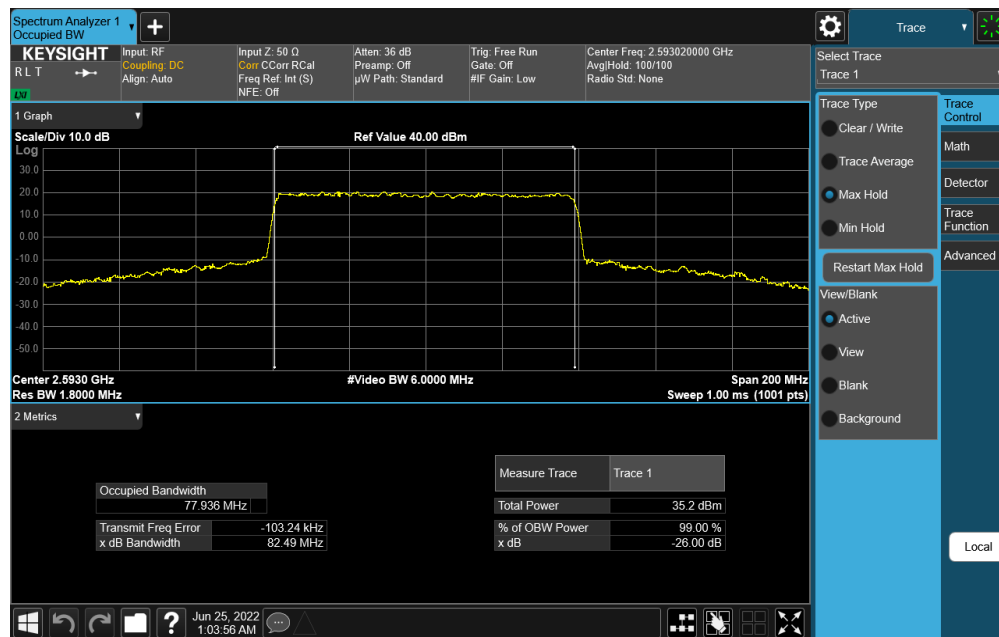 Spectrum Analyzer 1
Occupied BW
KEYSIGHT
R L T
LXI
Input: RF
Coupling: DC
Align: Auto
Input Z: 50 Ω
Corr CCorr RCal
Freq Ref: Int (S)
NFE: Off
Atten: 36 dB
Preamp: Off
µW Path: Standard
Trig: Free Run
Gate: Off
#IF Gain: Low
Center Freq: 2.593020000 GHz
Avg|Hold: 100/100
Radio Std: None
1 Graph
Scale/Div 10.0 dB
Ref Value 40.00 dBm
Log
30.0
20.0
10.0
0.00
-10.0
-20.0
-30.0
-40.0
-50.0
Center 2.5930 GHz
#Video BW 6.0000 MHz
Span 200 MHz
Res BW 1.8000 MHz
Sweep 1.00 ms (1001 pts)
2 Metrics
Occupied Bandwidth
77.936 MHz
Transmit Freq Error -103.24 kHz
x dB Bandwidth 82.49 MHz
Measure Trace Trace 1
Total Power 35.2 dBm
% of OBW Power 99.00 %
x dB -26.00 dB
Jun 25, 2022
1:03:56 AM
Trace
Select Trace
Trace 1
Trace Type
Clear / Write
Trace Average
Max Hold
Min Hold
Restart Max Hold
View/Blank
Active
View
Blank
Background
Trace
Control
Math
Detector
Trace
Function
Advanced
Local